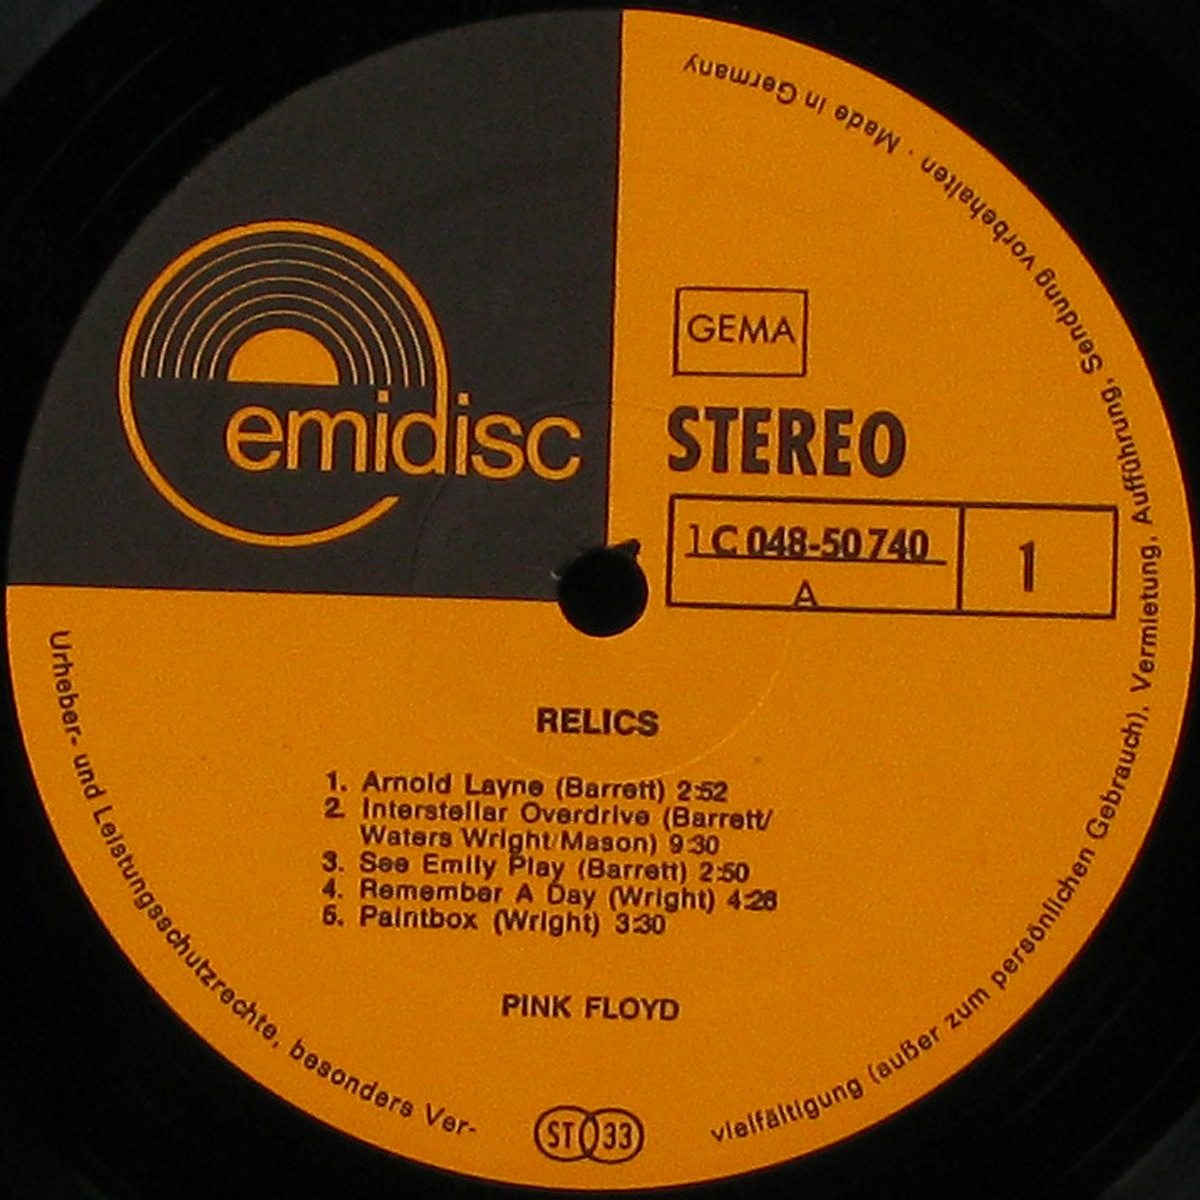 emidisc
GEMA
STEREO
1C 048-50 740
A
1
RELICS
1. Arnold Layne (Barrett) 2:52
2. Interstellar Overdrive (Barrett/
Waters Wright/Mason) 9:30
3. See Emily Play (Barrett) 2:50
4. Remember A Day (Wright) 4:28
5. Paintbox (Wright) 3:30
PINK FLOYD
ST 33
Urheber- und Leistungsschutzrechte, besonders Ver-
vielfältigung (außer zum persönlichen Gebrauch), Vermietung, Aufführung, Sendung vorbehalten · Made in Germany